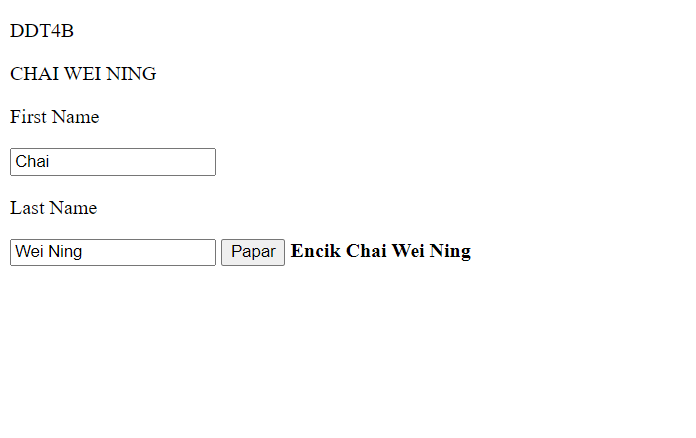 DDT4B
CHAI WEI NING
First Name
Chai
Last Name
Wei Ning Papar Encik Chai Wei Ning